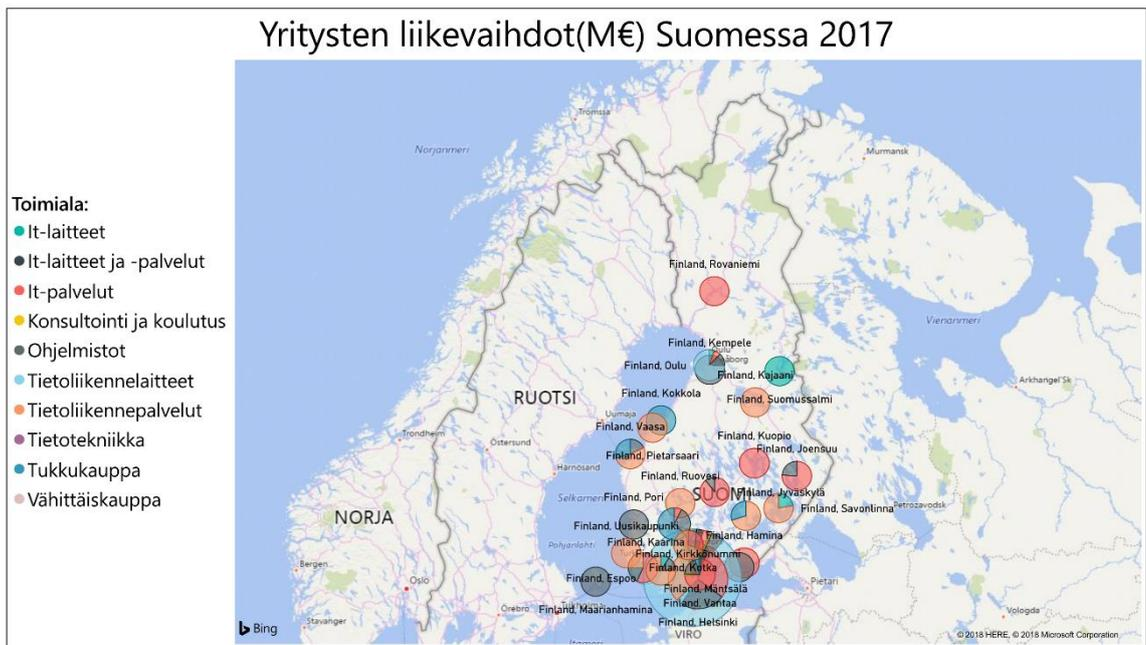 Yritysten liikevaihdot(M€) Suomessa 2017
Toimiala:
It-laitteet
It-laitteet ja -palvelut
It-palvelut
Konsultointi ja koulutus
Ohjelmistot
Tietoliikennelaitteet
Tietoliikennepalvelut
Tietotekniikka
Tukkukauppa
Vähittäiskauppa
Tromssa
Norjanmeri
Murmansk
Finland, Rovaniemi
Vienanmeri
Finland, Kempele
Finland, Oulu
Finland, Kajaani
Arkhangel'Sk
Finland, Kokkola
Finland, Suomussalmi
RUOTSI
Uumaja
Finland, Vaasa
Trondheim
Östersund
Finland, Kuopio
Finland, Joensuu
Finland, Pietarsaari
Härnösand
Finland, Ruovesi
SUOMI
Finland, Jyväskylä
Finland, Pori
Selkameri
Finland, Savonlinna
Petrozavodsk
NORJA
Finland, Uusikaupunki
Finland, Hamina
Pohjanlahti
Finland, Kaarina
Finland, Kirkkonummi
Bergen
Finland, Kotka
Oslo
Finland, Espoo
Pietari
Finland, Mäntsälä
Finland, Vantaa
Örebro
Finland, Maarianhamina
Vologda
Stavanger
Finland, Helsinki
VIRO
Bing
© 2018 HERE, © 2018 Microsoft Corporation